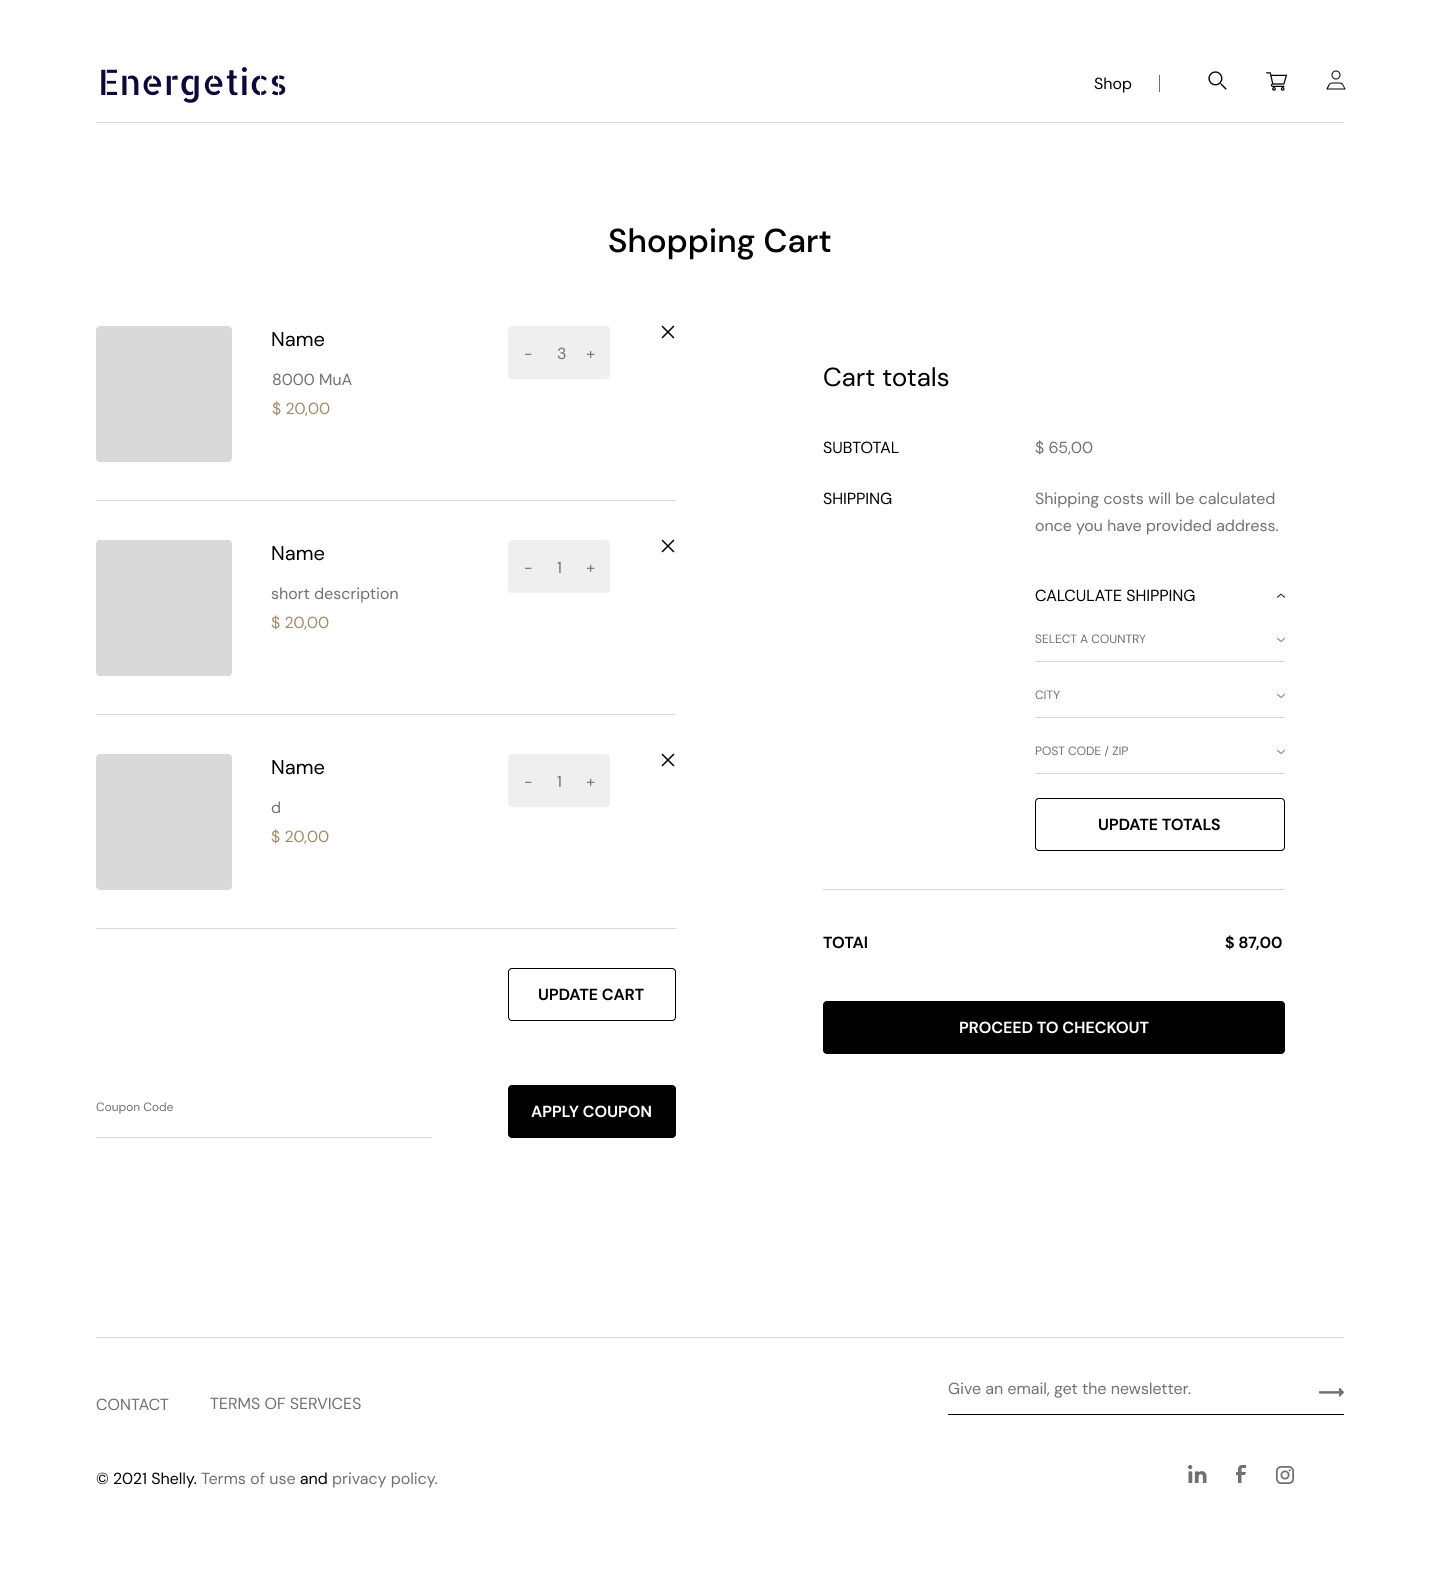 Energetics
Shop
Shopping Cart
Name
8000 MuA
$ 20,00
- 3 +
Name
short description
$ 20,00
- 1 +
Name
d
$ 20,00
- 1 +
UPDATE CART
Coupon Code
APPLY COUPON
Cart totals
SUBTOTAL $ 65,00
SHIPPING Shipping costs will be calculated
once you have provided address.
CALCULATE SHIPPING
SELECT A COUNTRY
CITY
POST CODE / ZIP
UPDATE TOTALS
TOTAl $ 87,00
PROCEED TO CHECKOUT
CONTACT TERMS OF SERVICES
Give an email, get the newsletter.
© 2021 Shelly. Terms of use and privacy policy.